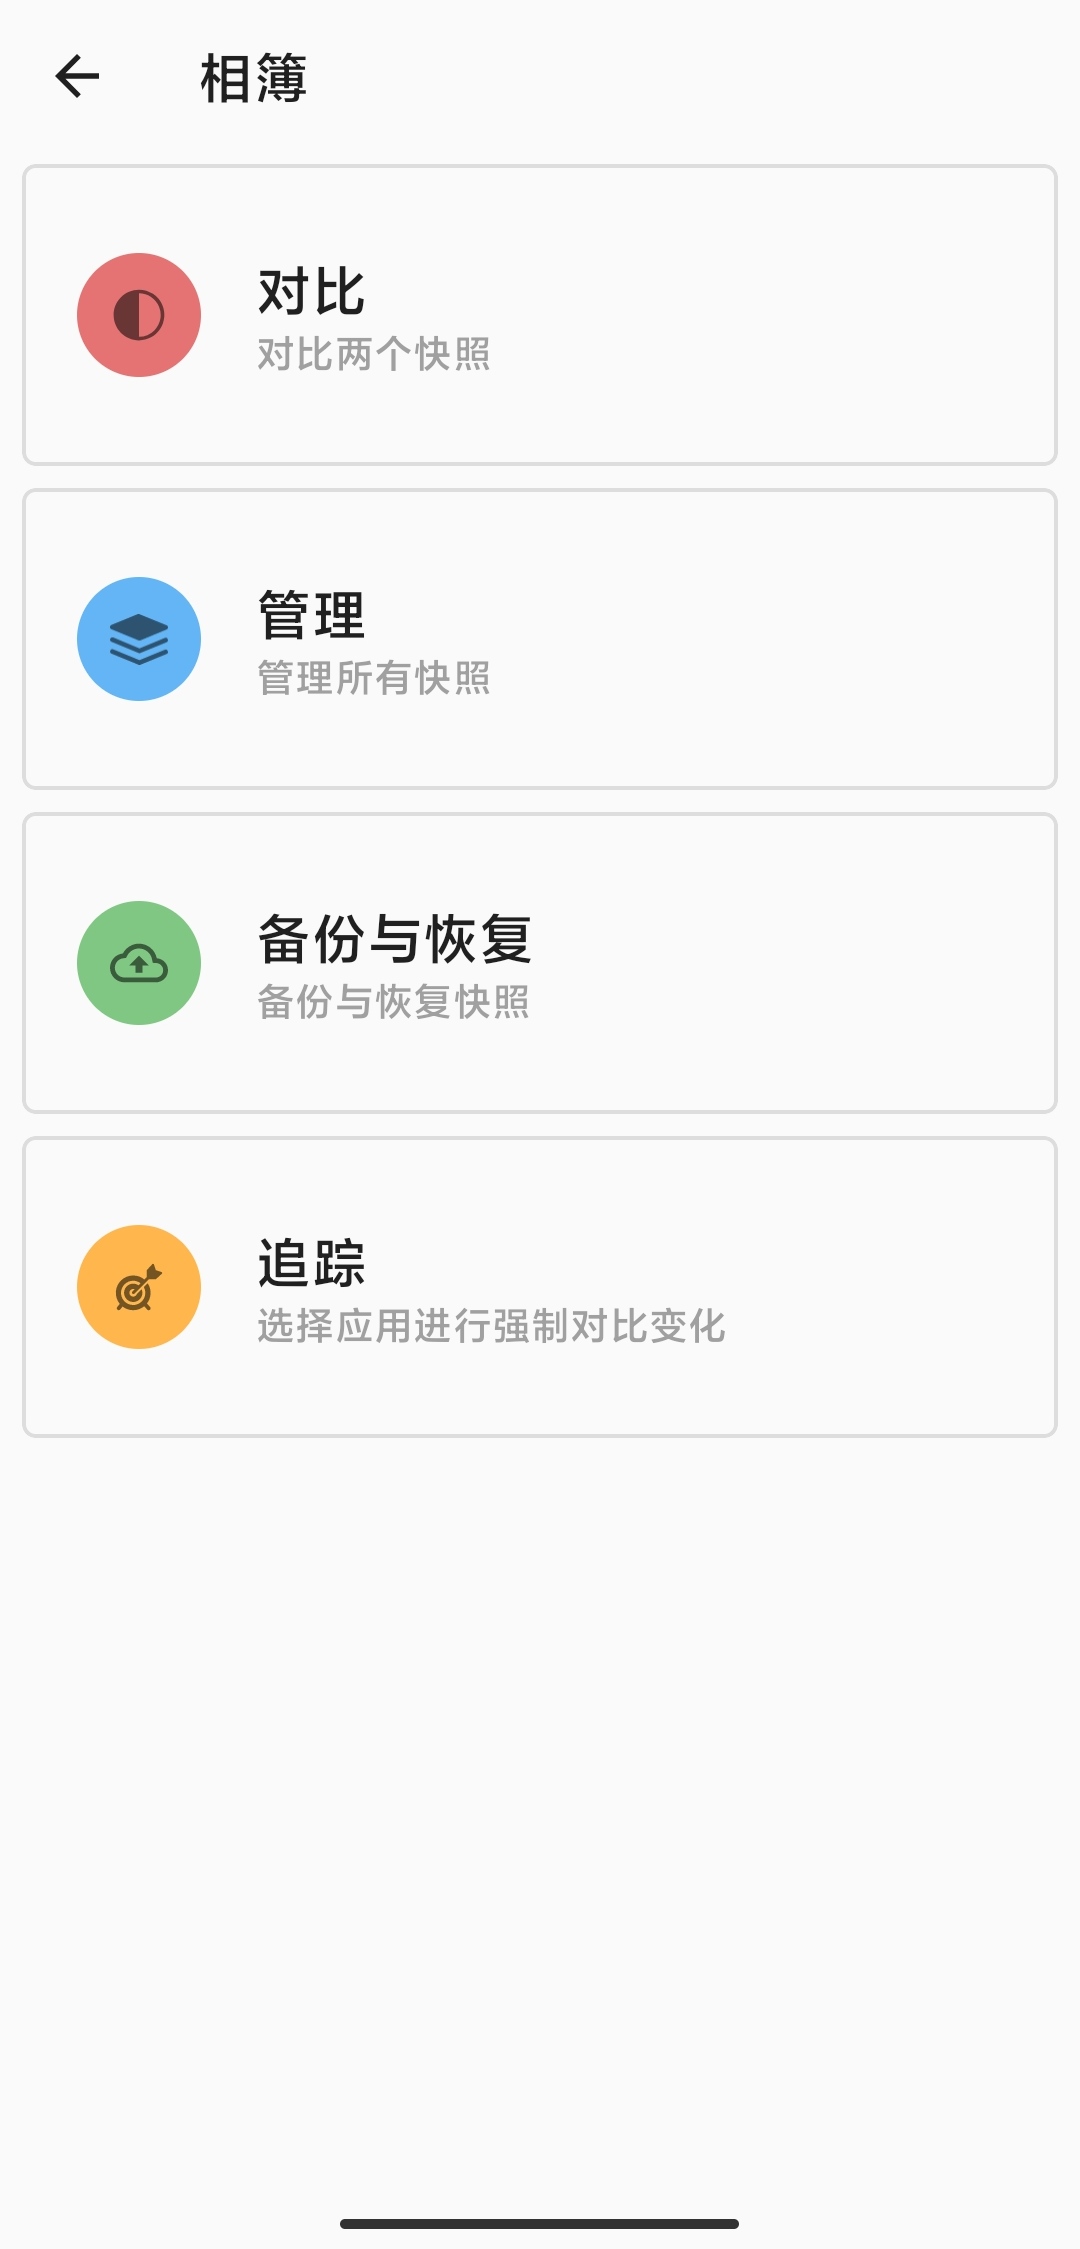 相簿
对比
对比两个快照
管理
管理所有快照
备份与恢复
备份与恢复快照
追踪
选择应用进行强制对比变化